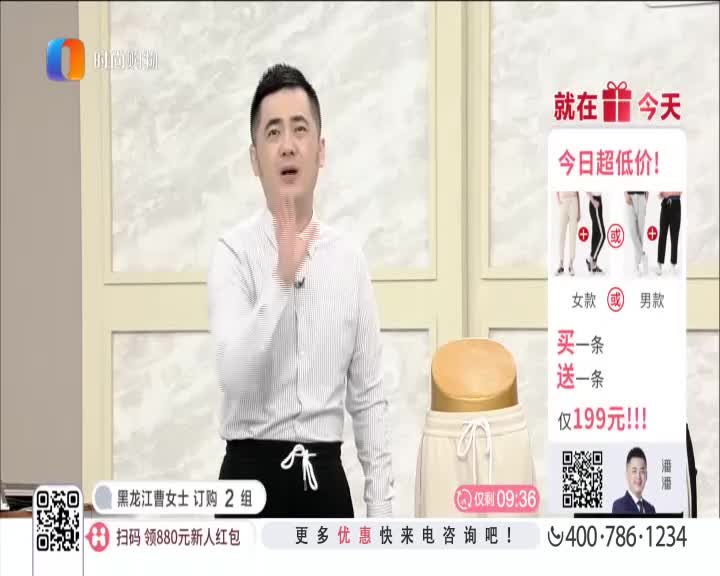 时尚购物
就在 今天
今日超低价!
或
女款 或 男款
买一条
送一条
仅199元!!!
潘潘
黑龙江曹女士 订购 2 组
仅剩 09:36
扫码 领880元新人红包
更多优惠快来电咨询吧!
400·786·1234